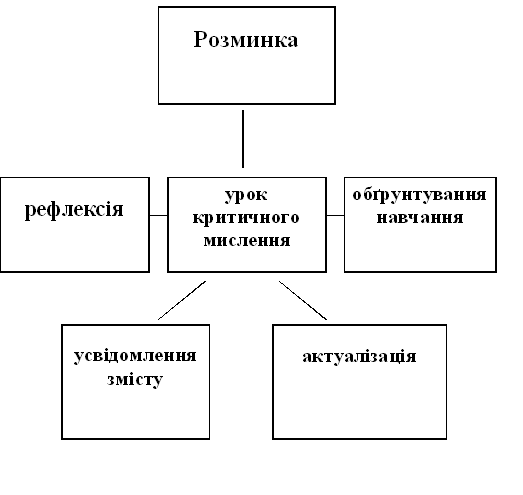 Розминка
рефлексія
урок
критичного
мислення
обґрунтування
навчання
усвідомлення
змісту
актуалізація